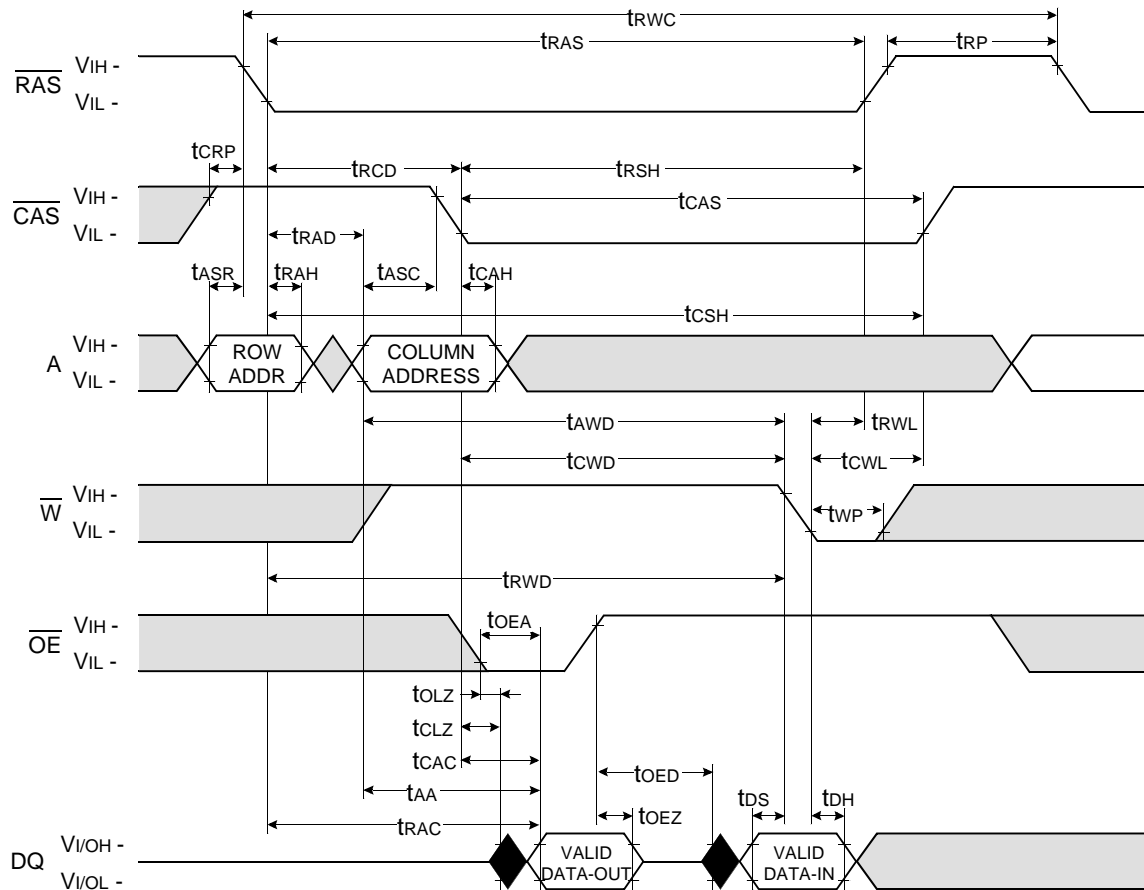 tRWC
tRAS
tRP
RAS
VIH -
VIL -
tCRP
tRCD
tRSH
CAS
VIH -
VIL -
tCAS
tRAD
tASR
tRAH
tASC
tCAH
tCSH
A
VIH -
VIL -
ROW
ADDR
COLUMN
ADDRESS
tAWD
tRWL
tCWD
tCWL
W
VIH -
VIL -
tWP
tRWD
OE
VIH -
VIL -
tOEA
tOLZ
tCLZ
tCAC
tOED
tAA
tDS
tDH
tOEZ
tRAC
DQ
VI/OH -
VI/OL -
VALID
DATA-OUT
VALID
DATA-IN